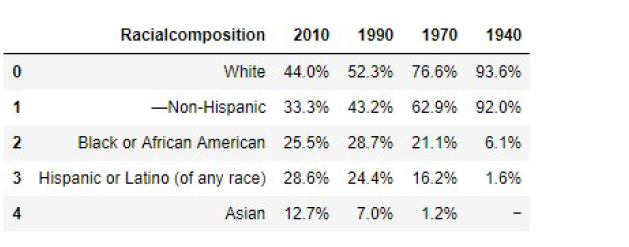 Racialcomposition 2010 1990 1970 1940
0 White 44.0% 52.3% 76.6% 93.6%
1 —Non-Hispanic 33.3% 43.2% 62.9% 92.0%
2 Black or African American 25.5% 28.7% 21.1% 6.1%
3 Hispanic or Latino (of any race) 28.6% 24.4% 16.2% 1.6%
4 Asian 12.7% 7.0% 1.2% −